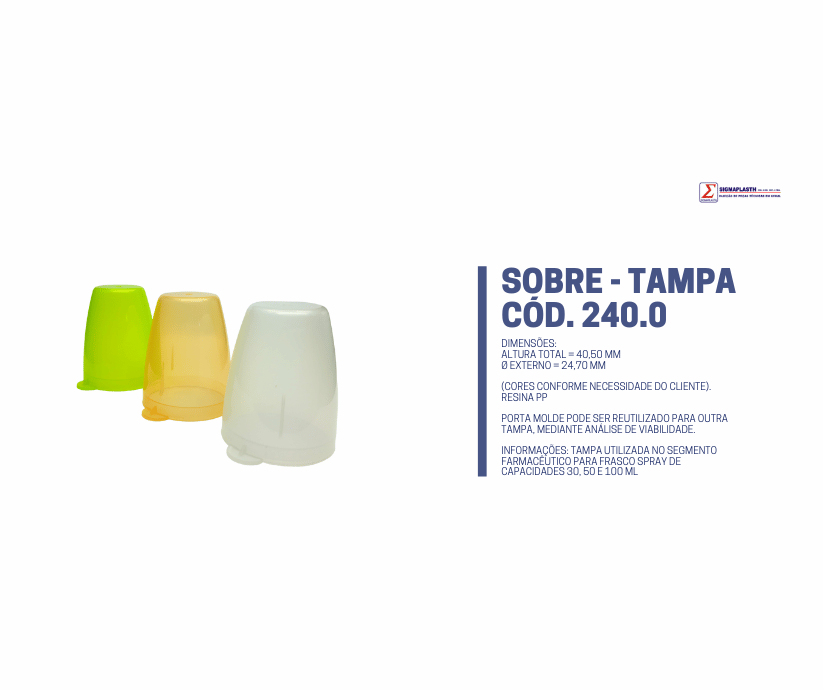 SIGMAPLASTH
SOBRE - TAMPA
CÓD. 240.0
DIMENSÕES:
ALTURA TOTAL = 40,50 MM
Ø EXTERNO = 24,70 MM
(CORES CONFORME NECESSIDADE DO CLIENTE).
RESINA PP
PORTA MOLDE PODE SER REUTILIZADO PARA OUTRA
TAMPA, MEDIANTE ANÁLISE DE VIABILIDADE.
INFORMAÇÕES: TAMPA UTILIZADA NO SEGMENTO
FARMACÊUTICO PARA FRASCO SPRAY DE
CAPACIDADES 30, 50 E 100 ML